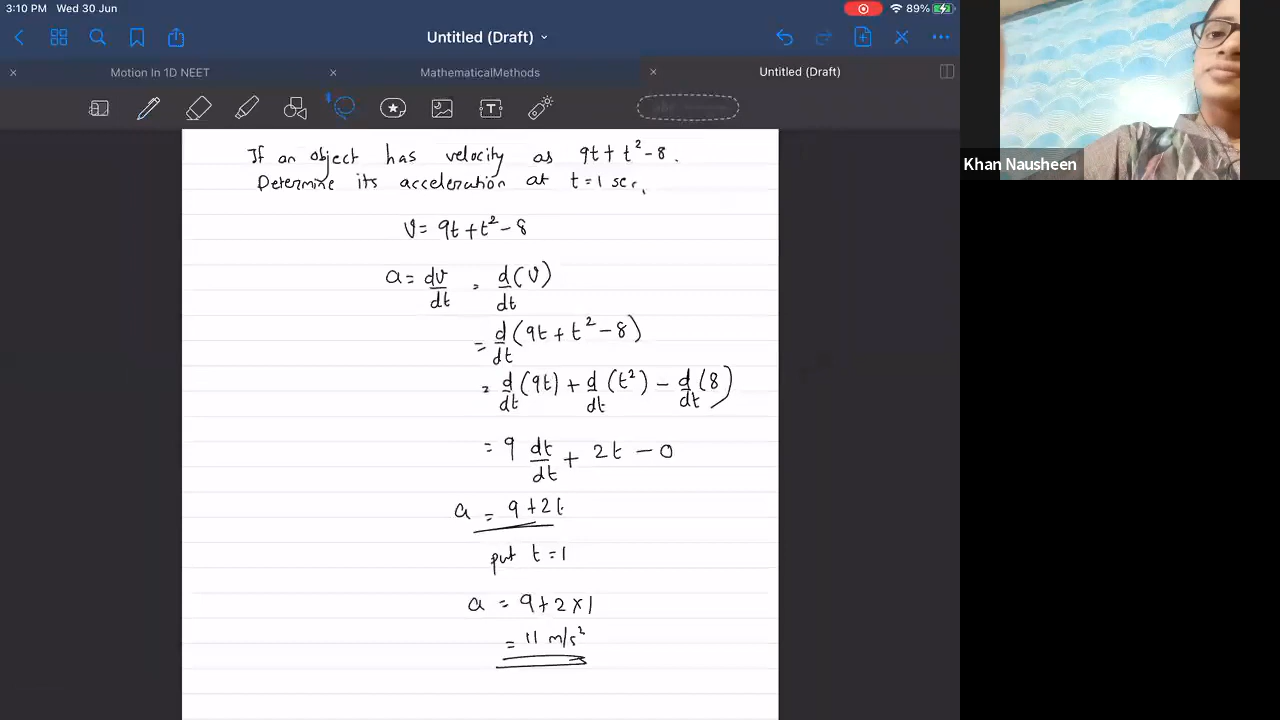 3:10 PM Wed 30 Jun
89%
Untitled (Draft)
Motion In 1D NEET
MathematicalMethods
Untitled (Draft)
T
Khan Nausheen
If an object has velocity as 9t + t² - 8 .
Determine its acceleration at t = 1 sec.
v = 9t + t² - 8
a = dv/dt = d/dt (v)
= d/dt (9t + t² - 8)
= d/dt (9t) + d/dt (t²) - d/dt (8)
= 9 dt/dt + 2t - 0
a = 9 + 2t
put t = 1
a = 9 + 2 × 1
= 11 m/s²